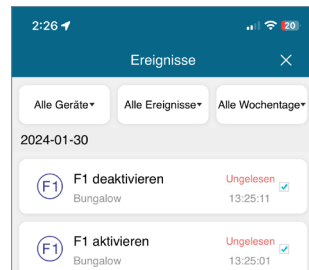 2:26 20
Ereignisse
Alle Geräte Alle Ereignisse Alle Wochentage
2024-01-30
F1 F1 deaktivieren Ungelesen
Bungalow 13:25:11
F1 F1 aktivieren Ungelesen
Bungalow 13:25:01